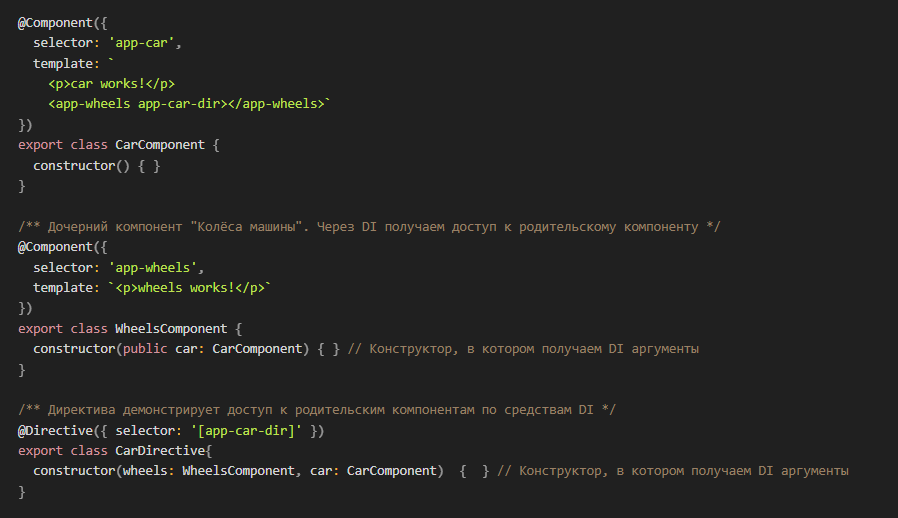 @Component({
  selector: 'app-car',
  template: `
    <p>car works!</p>
    <app-wheels app-car-dir></app-wheels>`
})
export class CarComponent {
  constructor() { }
}

/** Дочерний компонент "Колёса машины". Через DI получаем доступ к родительскому компоненту */
@Component({
  selector: 'app-wheels',
  template: `<p>wheels works!</p>`
})
export class WheelsComponent {
  constructor(public car: CarComponent) { } // Конструктор, в котором получаем DI аргументы
}

/** Директива демонстрирует доступ к родительским компонентам по средствам DI */
@Directive({ selector: '[app-car-dir]' })
export class CarDirective{
  constructor(wheels: WheelsComponent, car: CarComponent)  {  } // Конструктор, в котором получаем DI аргументы
}